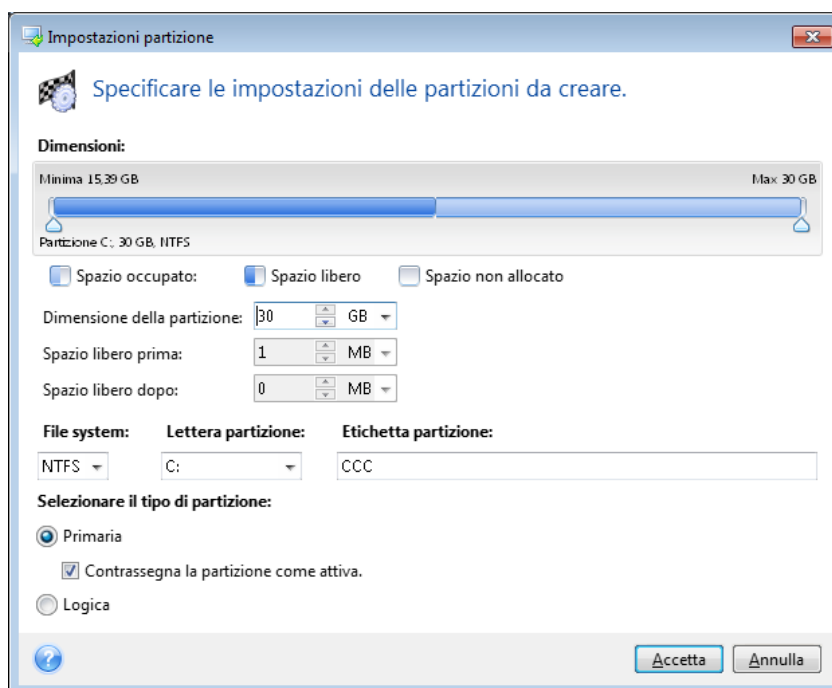 Impostazioni partizione
Specificare le impostazioni delle partizioni da creare.
Dimensioni:
Minima 15,39 GB Max 30 GB
Partizione C:, 30 GB, NTFS
Spazio occupato: Spazio libero Spazio non allocato
Dimensione della partizione: 30 GB
Spazio libero prima: 1 MB
Spazio libero dopo: 0 MB
File system: Lettera partizione: Etichetta partizione:
NTFS C: CCC
Selezionare il tipo di partizione:
Primaria
Contrassegna la partizione come attiva.
Logica
? Accetta Annulla